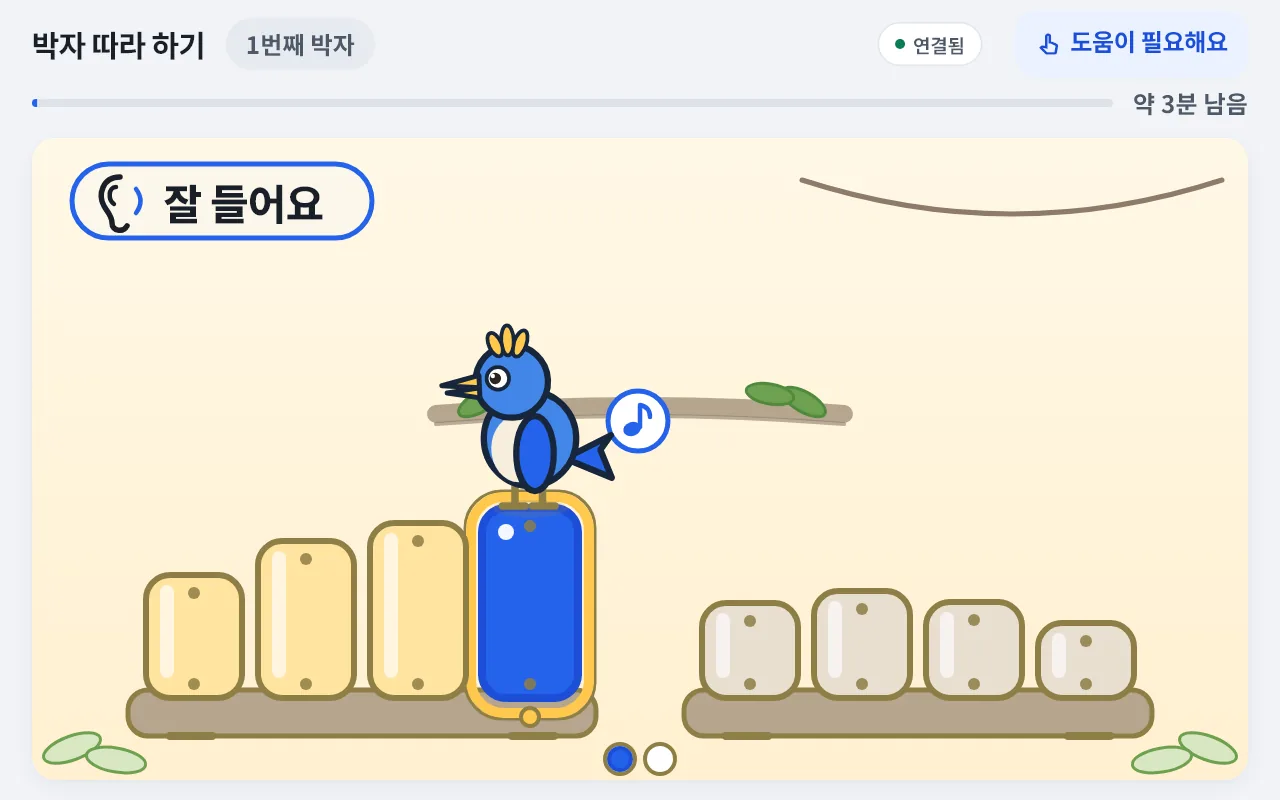 박자 따라 하기
1번째 박자
연결됨
도움이 필요해요
약 3분 남음
잘 들어요